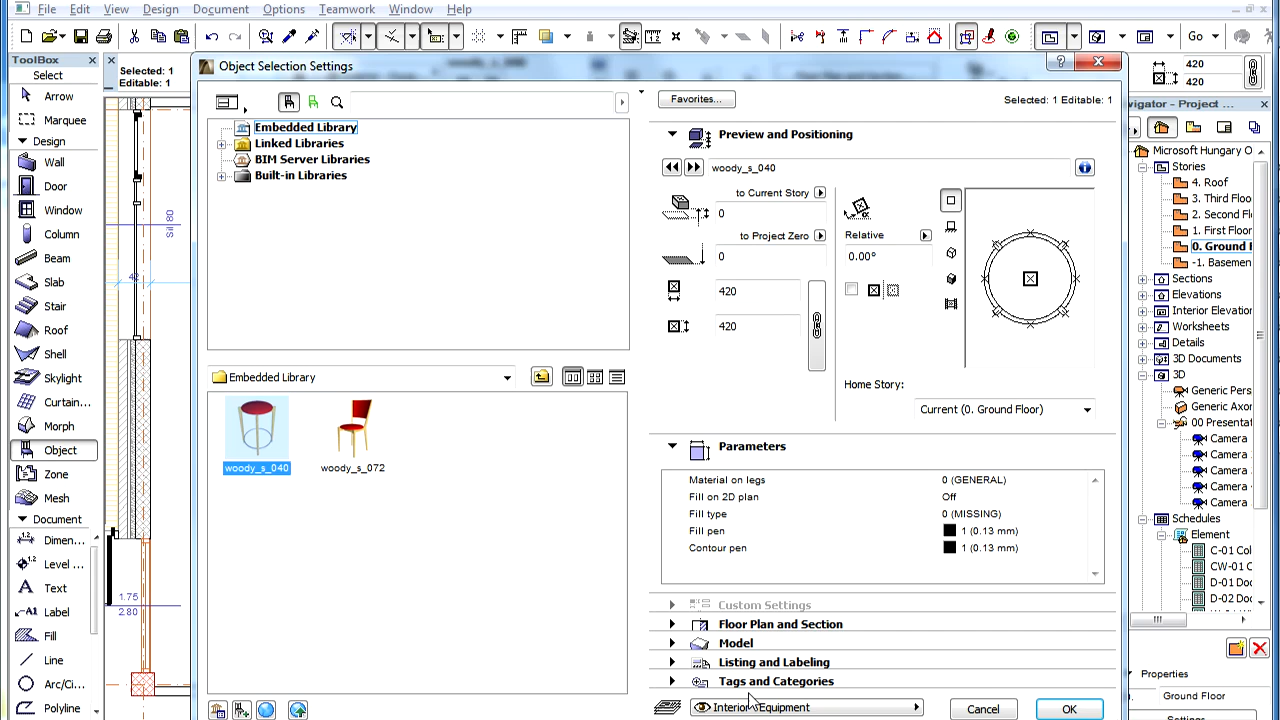 File Edit View Design Document Options Teamwork Window Help
Go
ToolBox
Select
Arrow
Marquee
Design
Wall
Door
Window
Column
Beam
Slab
Stair
Roof
Shell
Skylight
Curtain...
Morph
Object
Zone
Mesh
Document
Dimen...
Level ...
Text
Label
Fill
Line
Arc/Ci...
Polyline
Selected: 1
Editable: 1
Sil 80
1.75
2.80
Object Selection Settings
Embedded Library
Linked Libraries
BIM Server Libraries
Built-in Libraries
Embedded Library
woody_s_040
woody_s_072
Favorites...
Selected: 1 Editable: 1
Preview and Positioning
woody_s_040
to Current Story
0
to Project Zero
0
420
420
Relative
0.00°
Home Story:
Current (0. Ground Floor)
Parameters
Material on legs 0 (GENERAL)
Fill on 2D plan Off
Fill type 0 (MISSING)
Fill pen 1 (0.13 mm)
Contour pen 1 (0.13 mm)
Custom Settings
Floor Plan and Section
Model
Listing and Labeling
Tags and Categories
Interior Equipment
Cancel OK
420
420
vigator - Project ...
Microsoft Hungary O
Stories
4. Roof
3. Third Floo
2. Second Fl
1. First Floor
0. Ground F
-1. Basemen
Sections
Elevations
Interior Elevation
Worksheets
Details
3D Documents
3D
Generic Pers
Generic Axor
00 Presentat
Camera
Camera
Camera
Camera
Camera
Schedules
Element
C-01 Col
CW-01 C
D-01 Doc
D-02 Doc
Properties
Ground Floor
Settings...